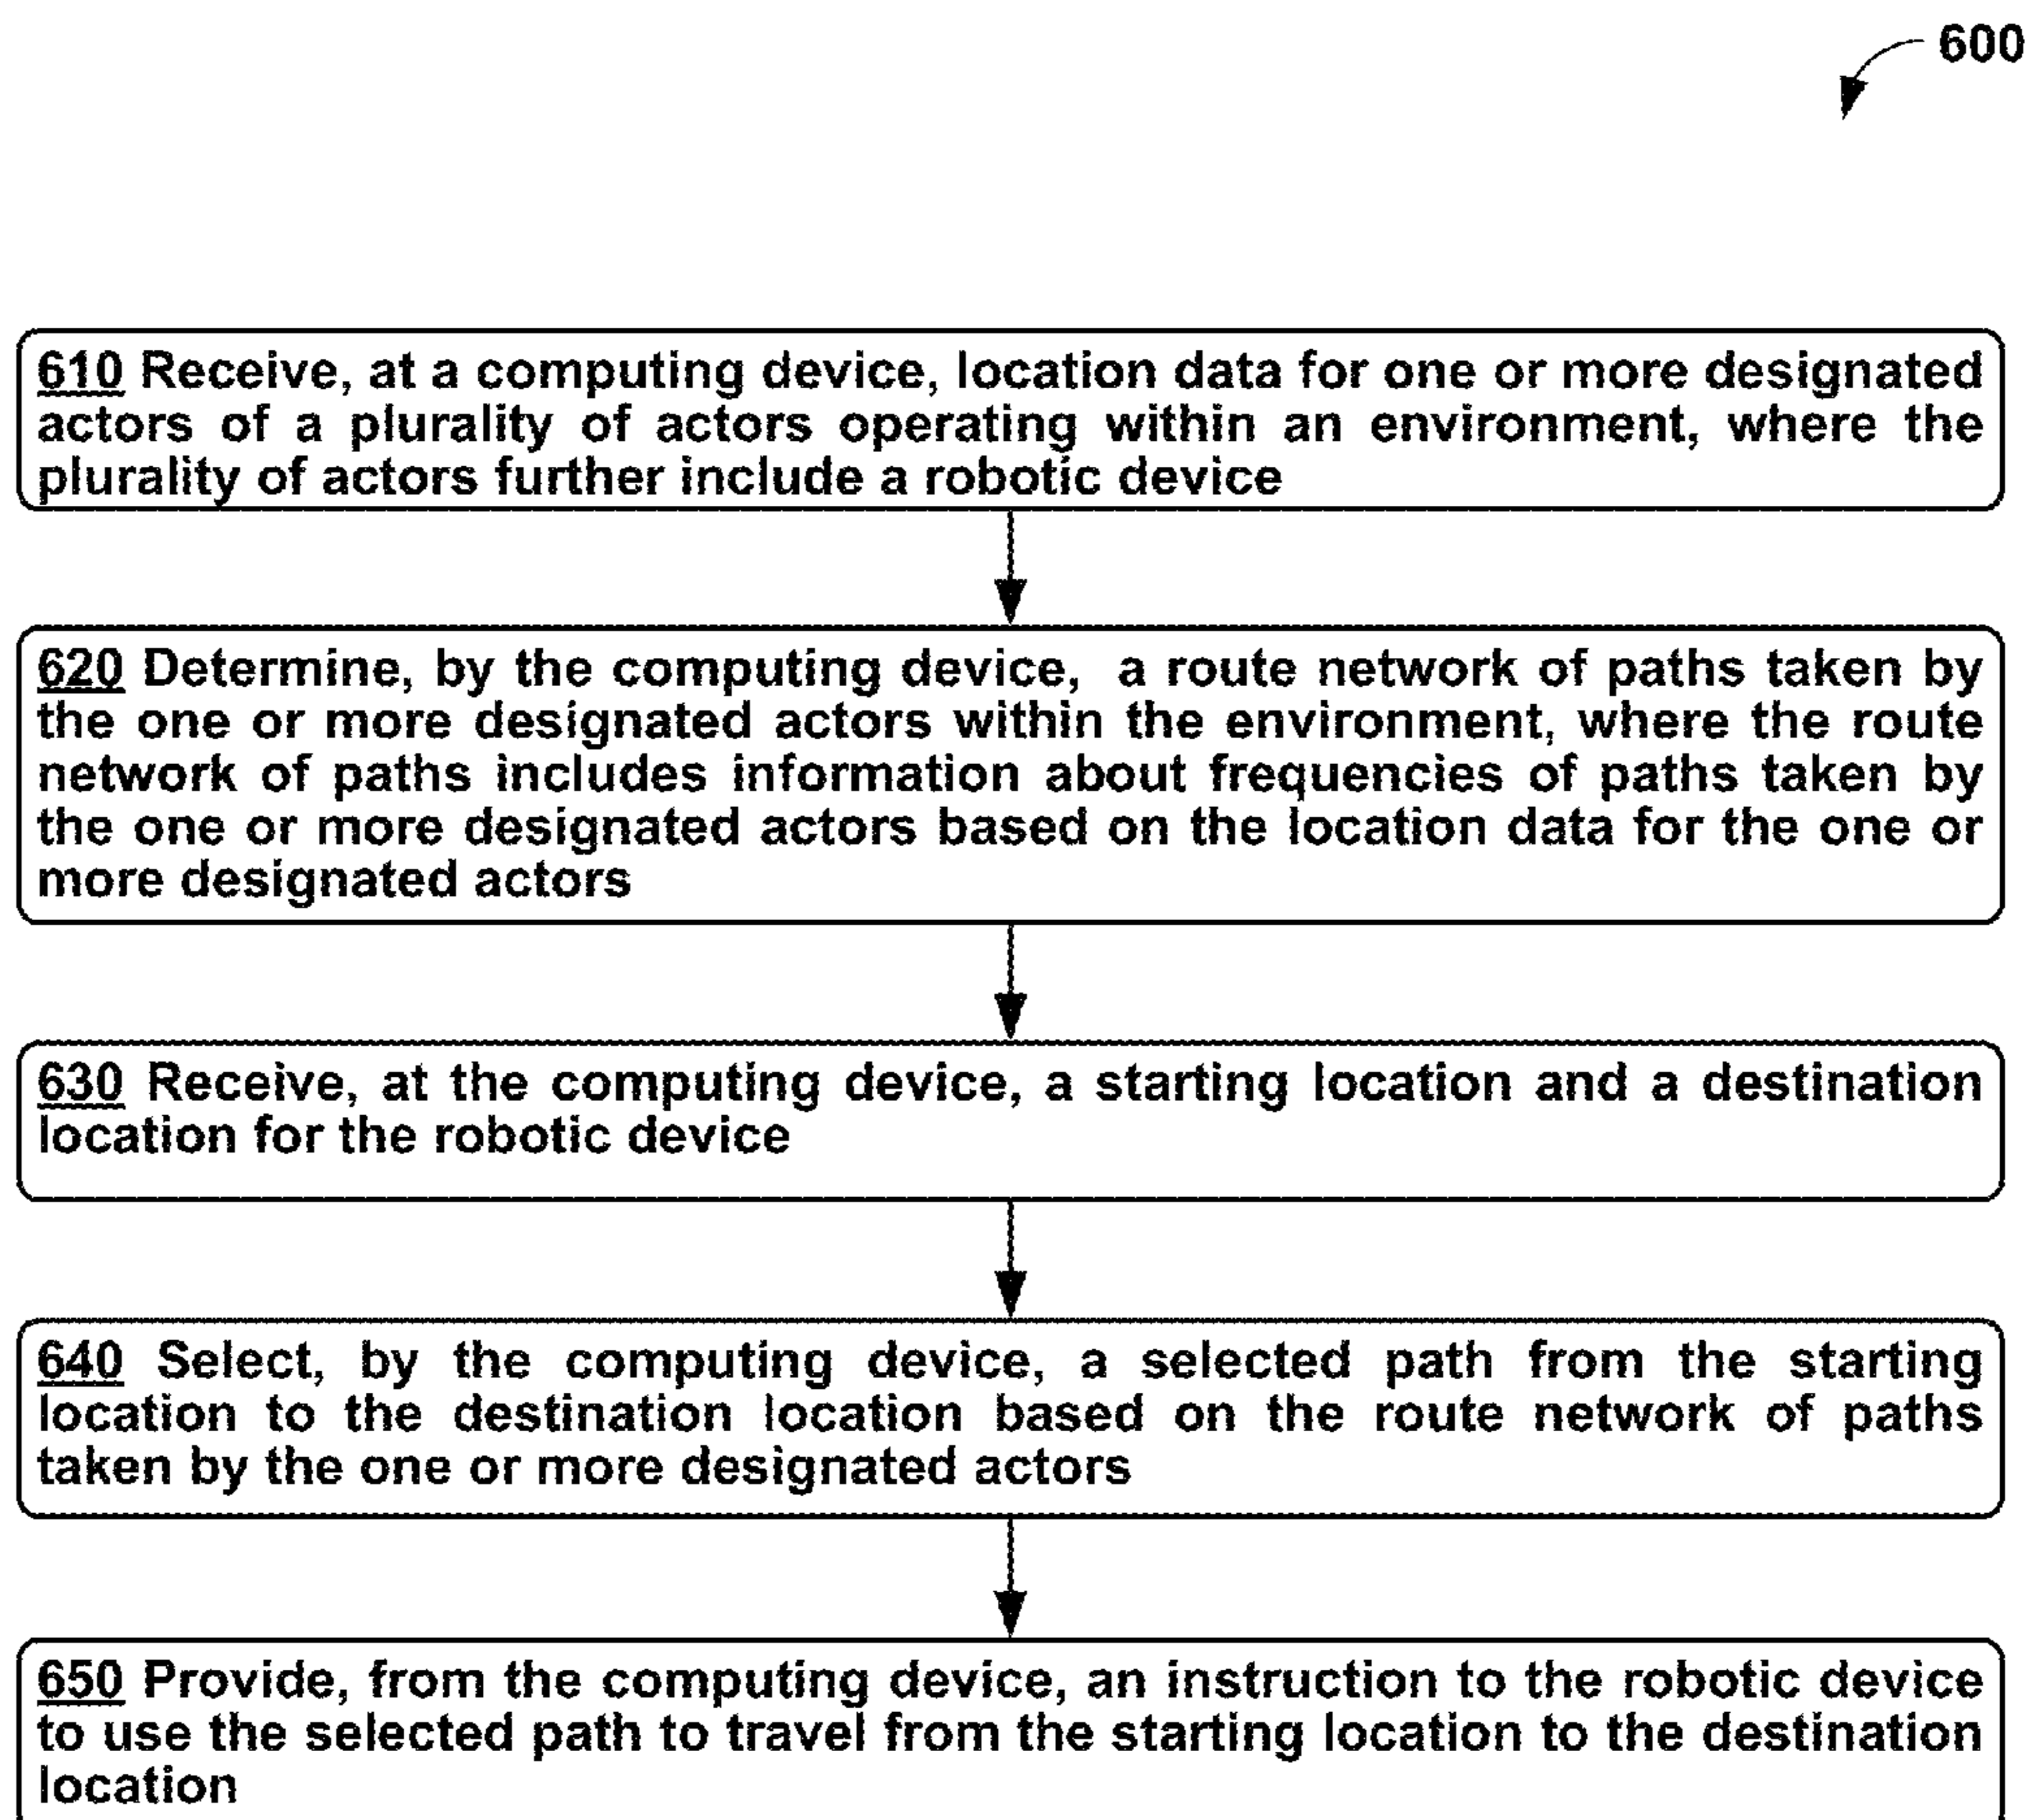 600
610 Receive, at a computing device, location data for one or more designated
actors of a plurality of actors operating within an environment, where the
plurality of actors further include a robotic device
620 Determine, by the computing device, a route network of paths taken by
the one or more designated actors within the environment, where the route
network of paths includes information about frequencies of paths taken by
the one or more designated actors based on the location data for the one or
more designated actors
630 Receive, at the computing device, a starting location and a destination
location for the robotic device
640 Select, by the computing device, a selected path from the starting
location to the destination location based on the route network of paths
taken by the one or more designated actors
650 Provide, from the computing device, an instruction to the robotic device
to use the selected path to travel from the starting location to the destination
location